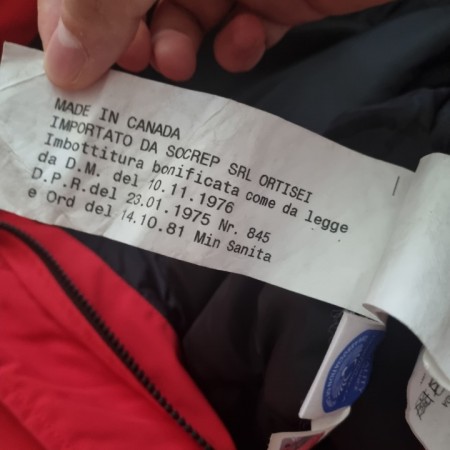 MADE IN CANADA
IMPORTATO DA SOCREP SRL ORTISEI
Imbottitura bonificata come da legge
da D.M. del 10.11.1976
D.P.R.del 23.01.1975 Nr. 845
e Ord del 14.10.81 Min Sanita